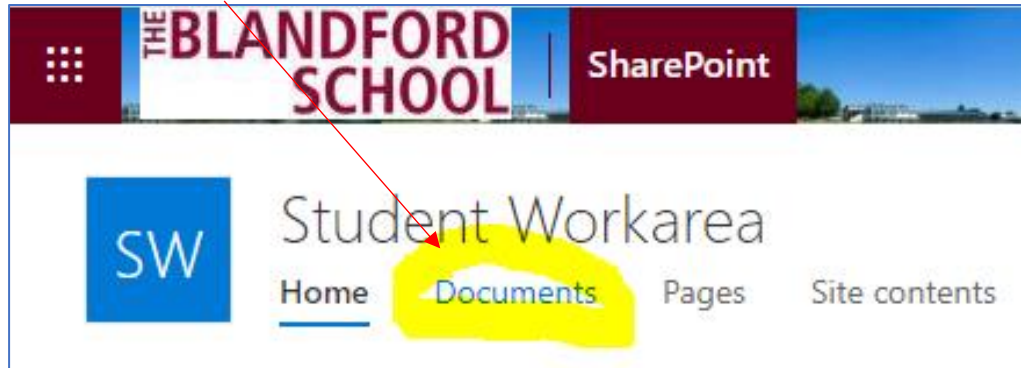 THE BLANDFORD
SCHOOL
SharePoint
SW
Student Workarea
Home Documents Pages Site contents